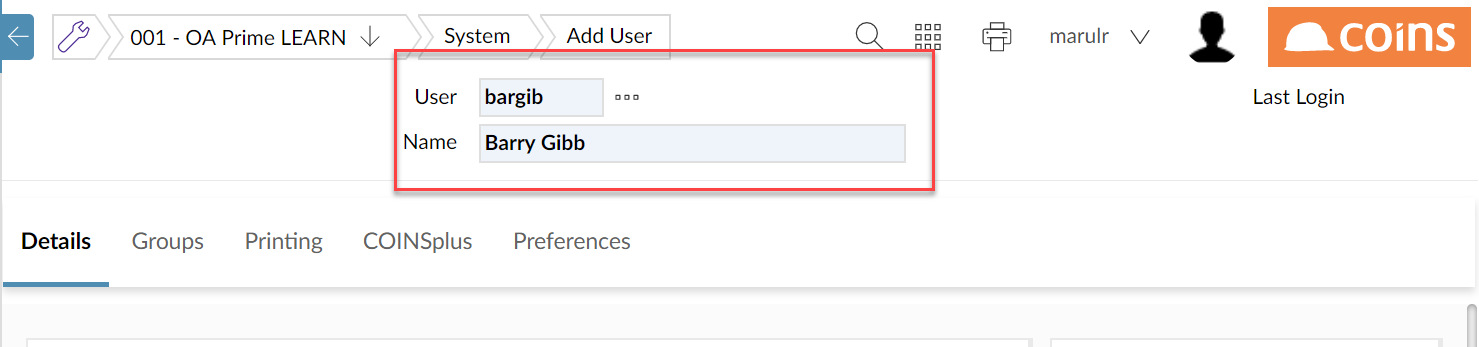 001 - OA Prime LEARN System Add User marulr coins
User bargib Last Login
Name Barry Gibb
Details Groups Printing COINSplus Preferences